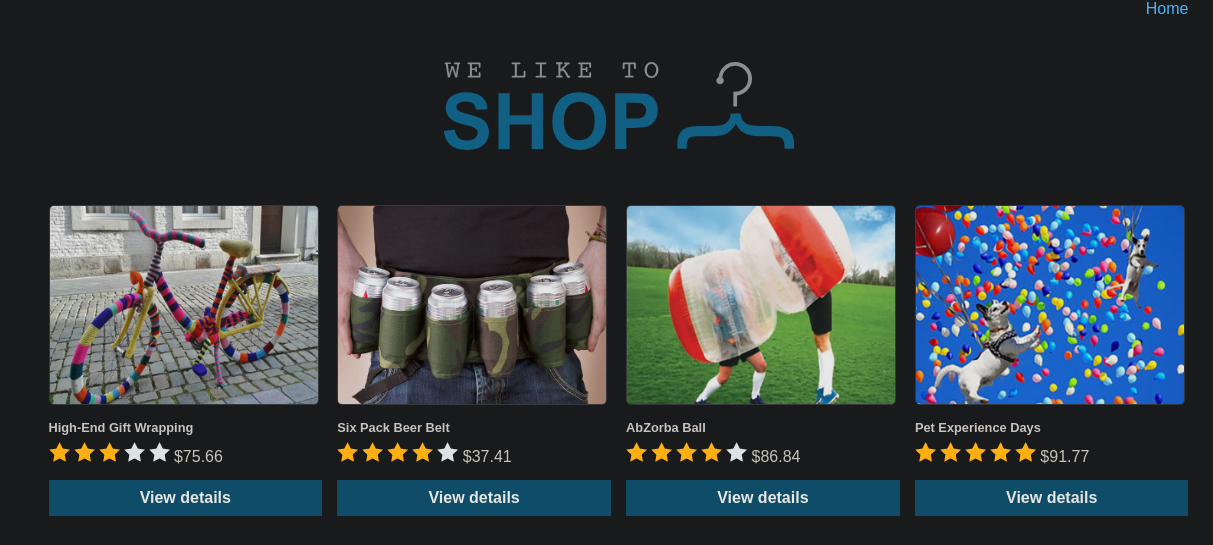 Home
WE LIKE TO
SHOP
High-End Gift Wrapping
$75.66
View details
Six Pack Beer Belt
$37.41
View details
AbZorba Ball
$86.84
View details
Pet Experience Days
$91.77
View details